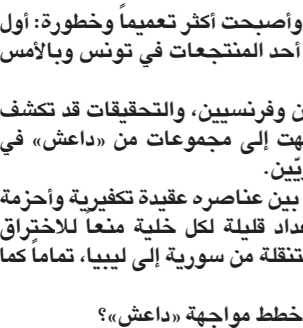 وأصبحت أكثر تعميماً وخطورة: أول
أحد المنتجعات في تونس وبالأمس
ن وفرنسيين، والتحقيقات قد تكشف
هت إلى مجموعات من «داعش» في
يّين.
بين عناصره عقيدة تكفيرية وأحزمة
عداد قليلة لكل خلية منعاً للاختراق
تنقلة من سورية إلى ليبيا، تماماً كما
خطط مواجهة «داعش»؟